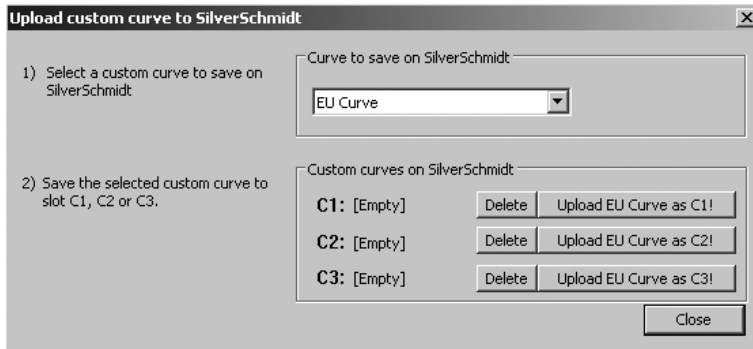 Upload custom curve to SilverSchmidt
1) Select a custom curve to save on
SilverSchmidt
Curve to save on SilverSchmidt
EU Curve
2) Save the selected custom curve to
slot C1, C2 or C3.
Custom curves on SilverSchmidt
C1: [Empty] Delete Upload EU Curve as C1!
C2: [Empty] Delete Upload EU Curve as C2!
C3: [Empty] Delete Upload EU Curve as C3!
Close